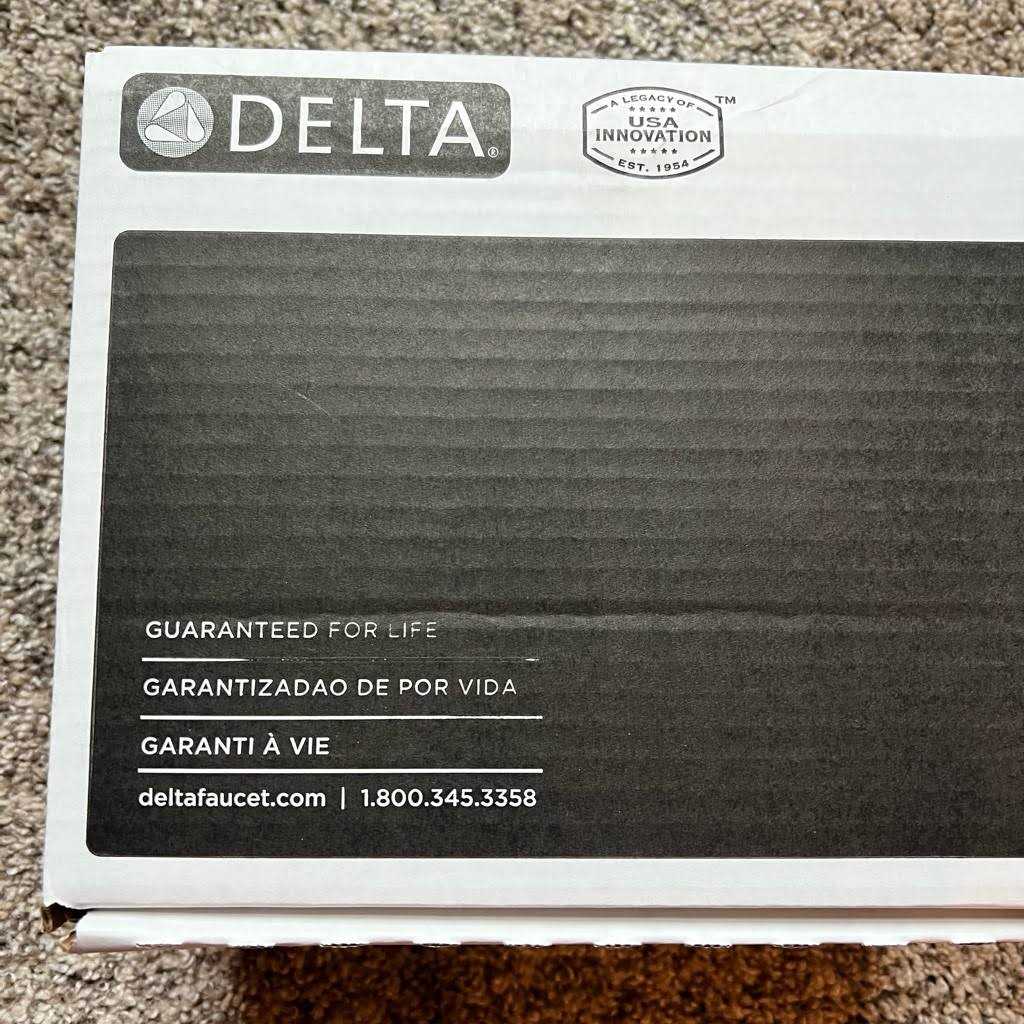 DELTA®
A LEGACY OF
USA
INNOVATION
EST. 1954
™
GUARANTEED FOR LIFE
GARANTIZADAO DE POR VIDA
GARANTI À VIE
deltafaucet.com | 1.800.345.3358